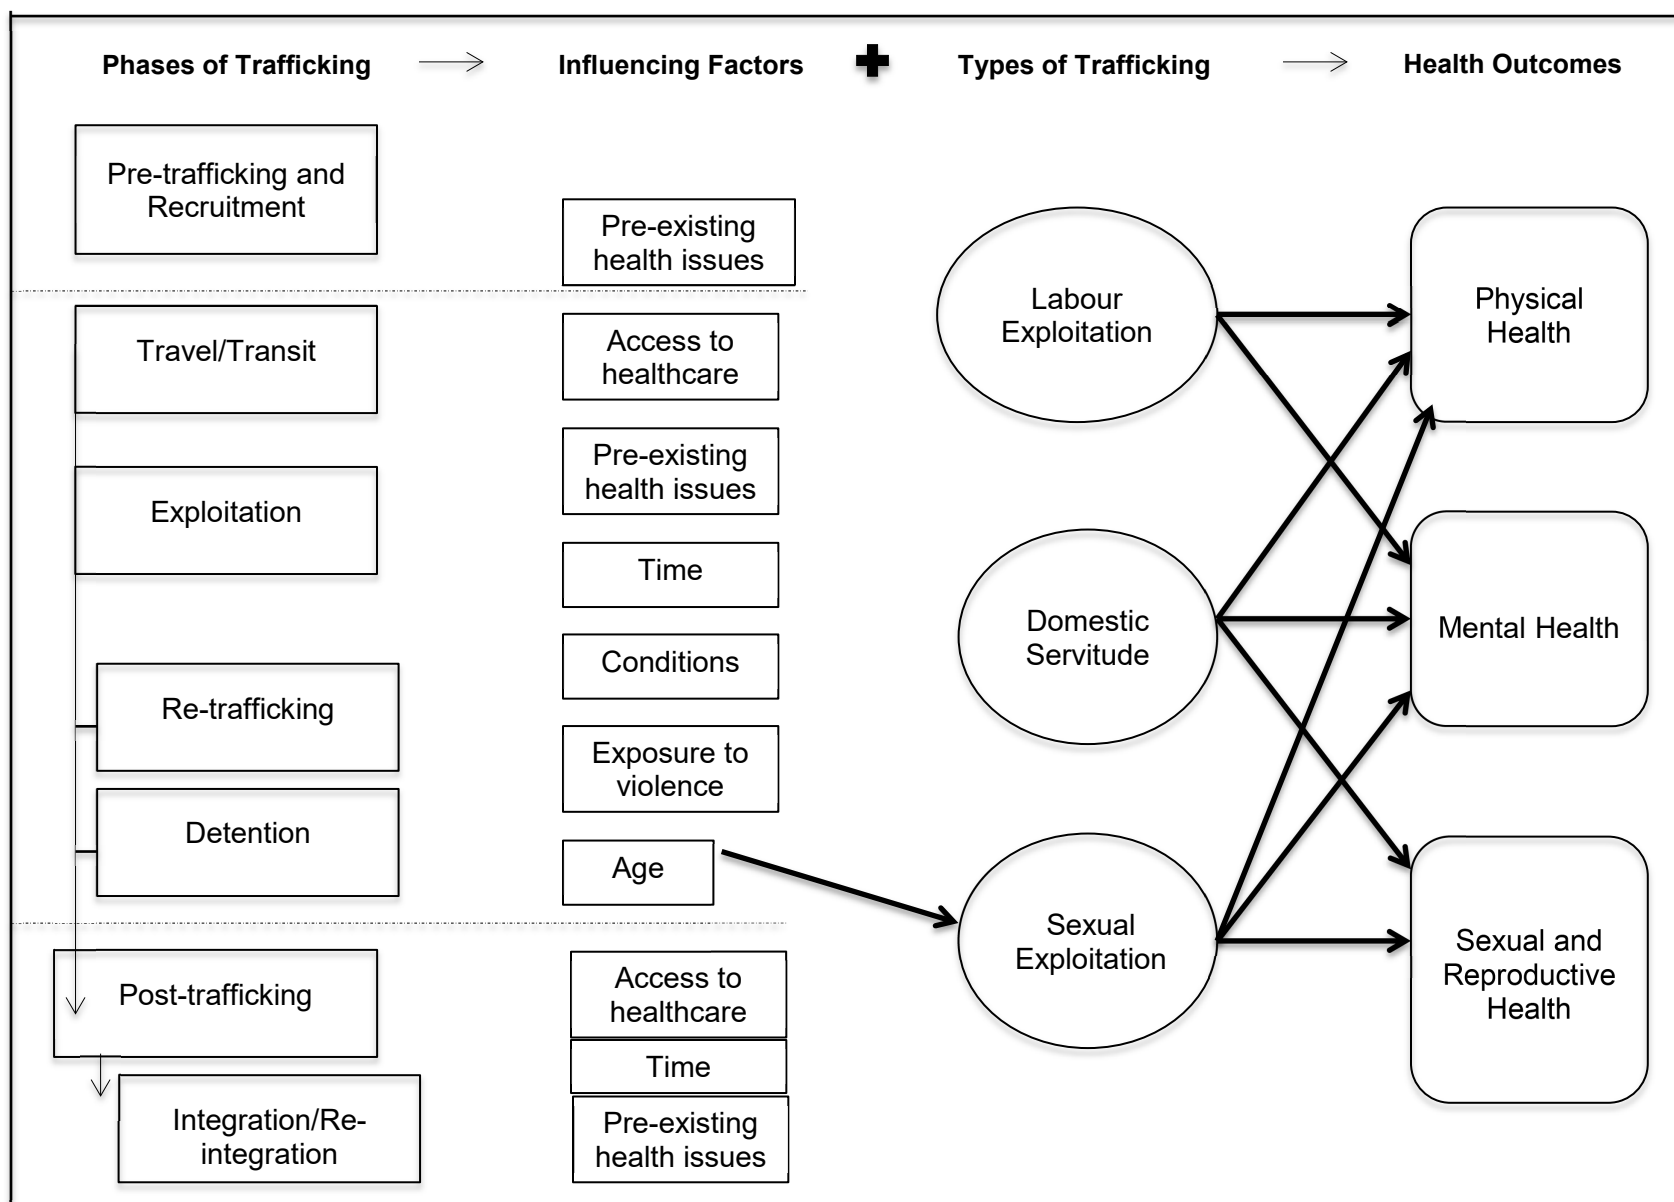 Phases of Trafficking
Influencing Factors
Types of Trafficking
Health Outcomes
Pre-trafficking and
Recruitment
Travel/Transit
Exploitation
Re-trafficking
Detention
Post-trafficking
Integration/Re-
integration
Pre-existing
health issues
Access to
healthcare
Pre-existing
health issues
Time
Conditions
Exposure to
violence
Age
Access to
healthcare
Time
Pre-existing
health issues
Labour
Exploitation
Domestic
Servitude
Sexual
Exploitation
Physical
Health
Mental Health
Sexual and
Reproductive
Health